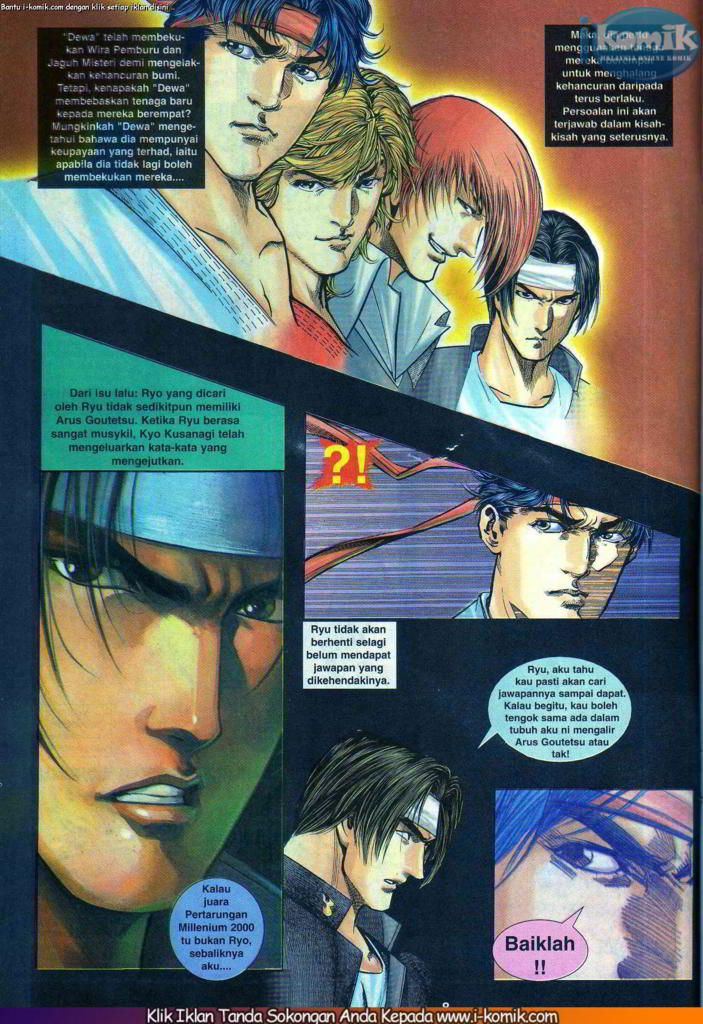 Bantu i-komik.com dengan klik setiap iklan disini ...
"Dewa" telah membeku-
kan Wira Pemburu dan
Jaguh Misteri demi mengelak-
kan kehancuran bumi.
Tetapi, kenapakah "Dewa"
membebaskan tenaga baru
kepada mereka berempat?
Mungkinkah "Dewa" menge-
tahui bahawa dia mempunyai
keupayaan yang terhad, iaitu
apabila dia tidak lagi boleh
membekukan mereka....
i-komik
MALAYSIA ONLINE KOMIK
mereka berempat
untuk menghalang
kehancuran daripada
terus berlaku.
Persoalan ini akan
terjawab dalam kisah-
kisah yang seterusnya.
Dari isu lalu: Ryo yang dicari
oleh Ryu tidak sedikitpun memiliki
Arus Goutetsu. Ketika Ryu berasa
sangat musykil, Kyo Kusanagi telah
mengeluarkan kata-kata yang
mengejutkan.
?!
Ryu tidak akan
berhenti selagi
belum mendapat
jawapan yang
dikehendakinya.
Ryu, aku tahu
kau pasti akan cari
jawapannya sampai dapat.
Kalau begitu, kau boleh
tengok sama ada dalam
tubuh aku ni mengalir
Arus Goutetsu atau
tak!
Kalau
juara
Pertarungan
Millenium 2000
tu bukan Ryo,
sebaliknya
aku....
Baiklah
!!
Klik Iklan Tanda Sokongan Anda Kepada www.i-komik.com